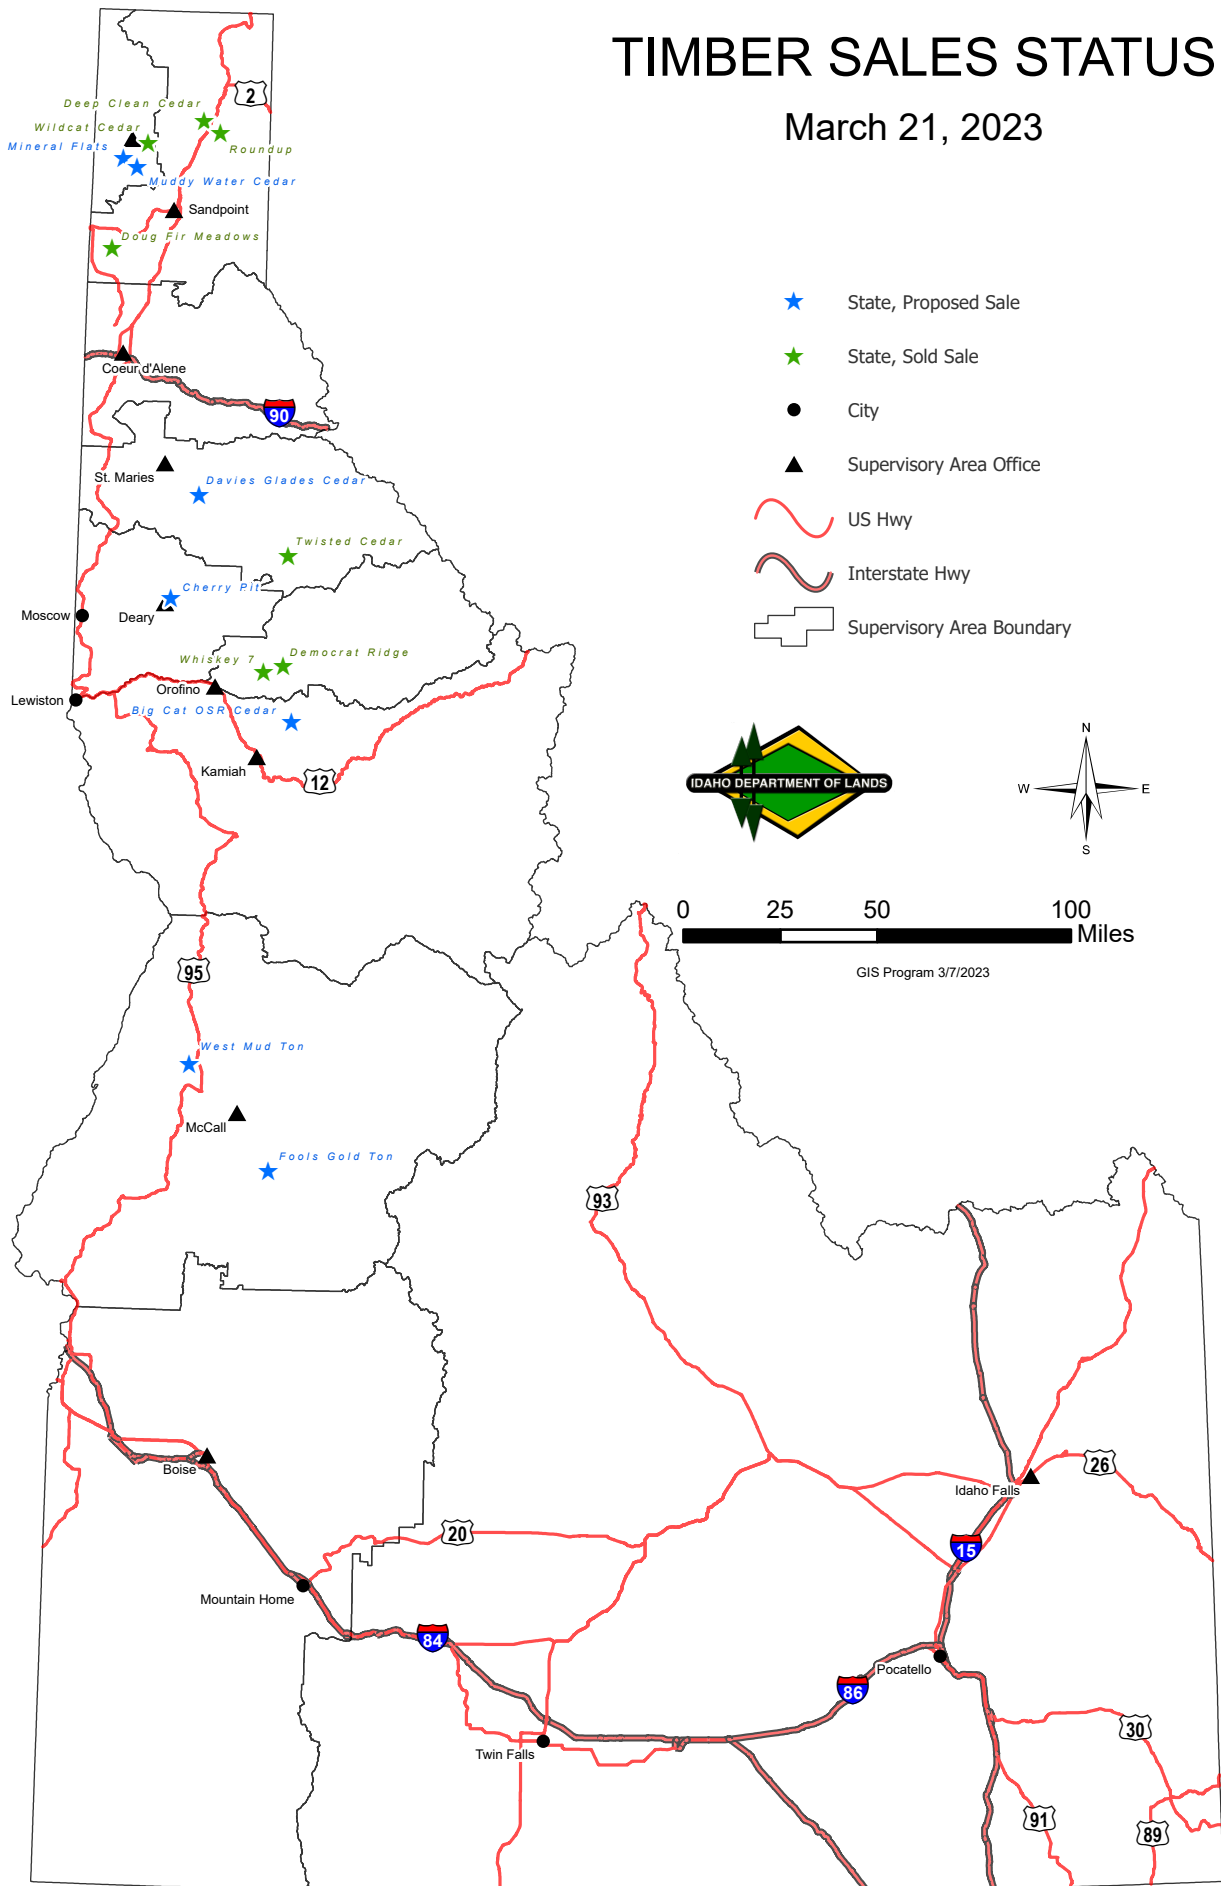 TIMBER SALES STATUS
March 21, 2023
2
Deep Clean Cedar
Wildcat Cedar
Mineral Flats
Roundup
Muddy Water Cedar
Sandpoint
Doug Fir Meadows
State, Proposed Sale
State, Sold Sale
City
Supervisory Area Office
US Hwy
Interstate Hwy
Supervisory Area Boundary
Coeur d'Alene
90
St. Maries
Davies Glades Cedar
Twisted Cedar
Cherry Pit
Moscow
Deary
Whiskey 7
Democrat Ridge
Orofino
Lewiston
Big Cat OSR Cedar
Kamiah
12
IDAHO DEPARTMENT OF LANDS
N
W
E
S
0 25 50 100
Miles
GIS Program 3/7/2023
95
West Mud Ton
McCall
Fools Gold Ton
93
Boise
Idaho Falls
26
20
15
Mountain Home
84
Pocatello
86
Twin Falls
30
91
89